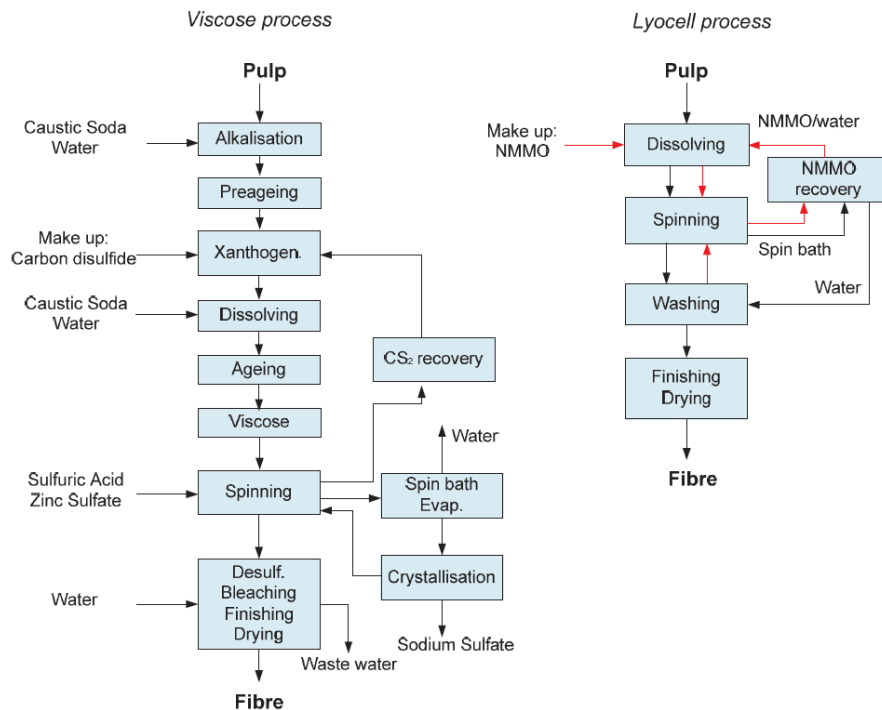 Viscose process
Pulp
Caustic Soda
Water
Alkalisation
Preageing
Make up:
Carbon disulfide
Xanthogen.
Caustic Soda
Water
Dissolving
CS₂ recovery
Ageing
Viscose
Water
Sulfuric Acid
Zinc Sulfate
Spinning
Spin bath
Evap.
Crystallisation
Water
Desulf.
Bleaching
Finishing
Drying
Sodium Sulfate
Waste water
Fibre
Lyocell process
Pulp
NMMO/water
Make up:
NMMO
Dissolving
NMMO
recovery
Spinning
Spin bath
Water
Washing
Finishing
Drying
Fibre